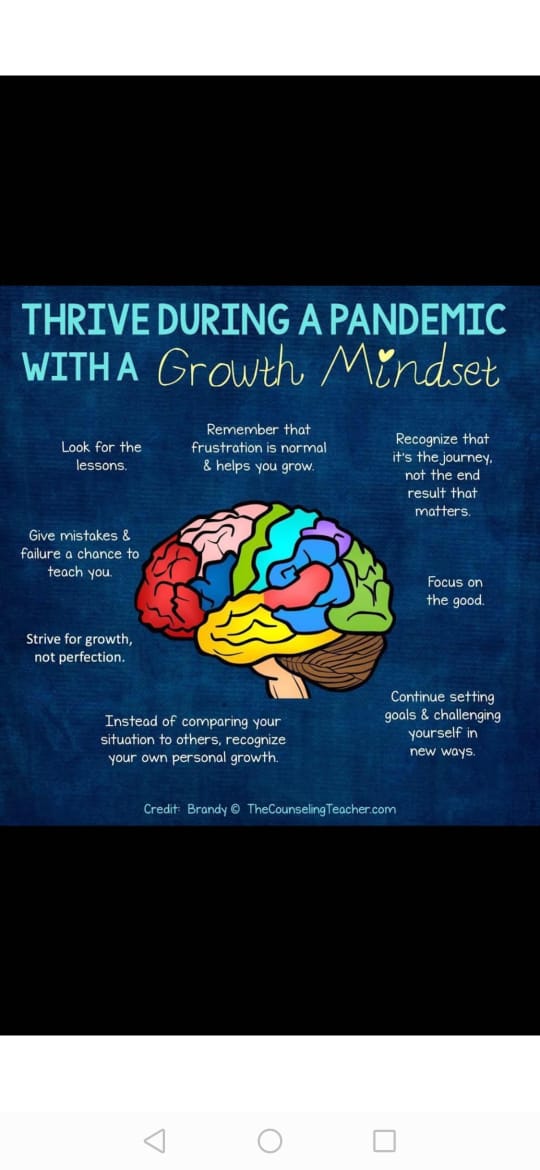 THRIVE DURING A PANDEMIC
WITH A Growth Mindset
Look for the
lessons.
Remember that
frustration is normal
& helps you grow.
Recognize that
it's the journey,
not the end
result that
matters.
Give mistakes &
failure a chance to
teach you.
Focus on
the good.
Strive for growth,
not perfection.
Continue setting
goals & challenging
yourself in
new ways.
Instead of comparing your
situation to others, recognize
your own personal growth.
Credit: Brandy © TheCounselingTeacher.com